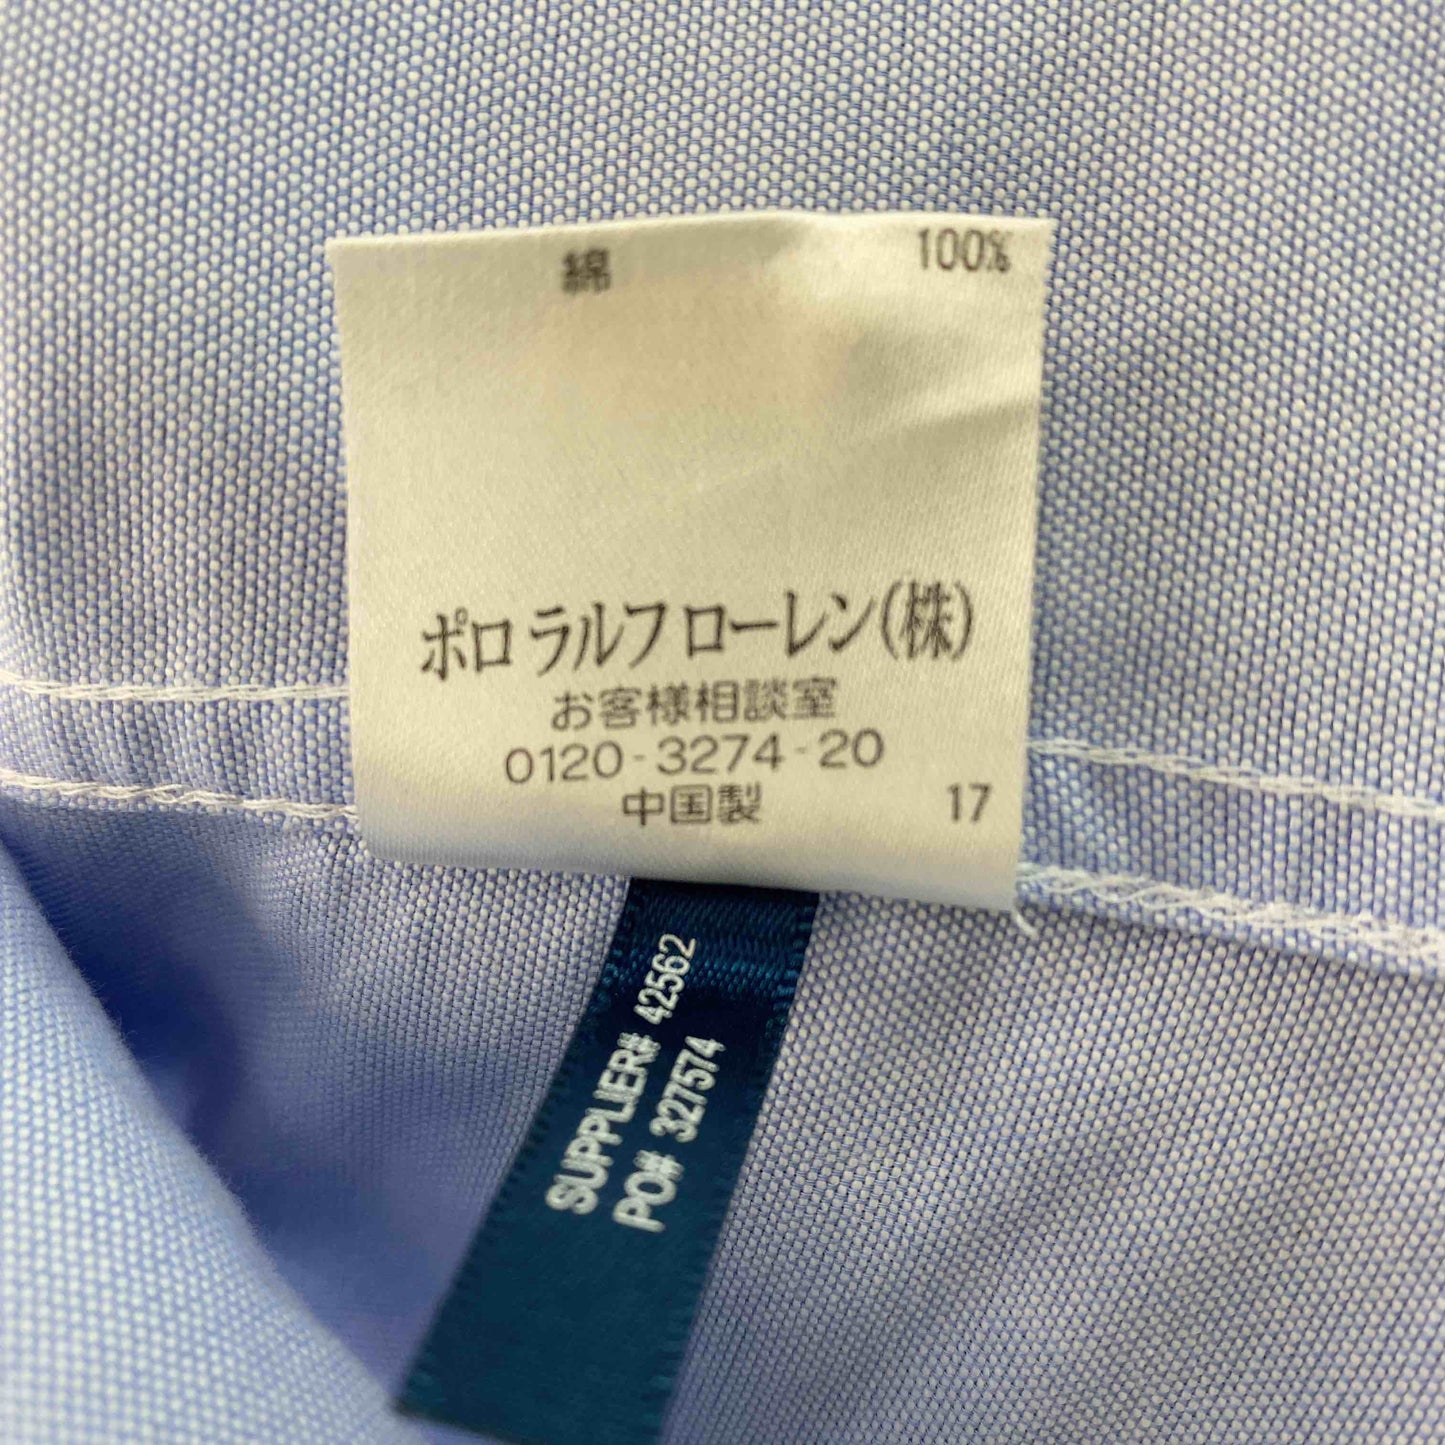 綿 100%
ポロ ラルフ ローレン(株)
お客様相談室
0120-3274-20
中国製 17
SUPPLIER# 42562
PO# 327574